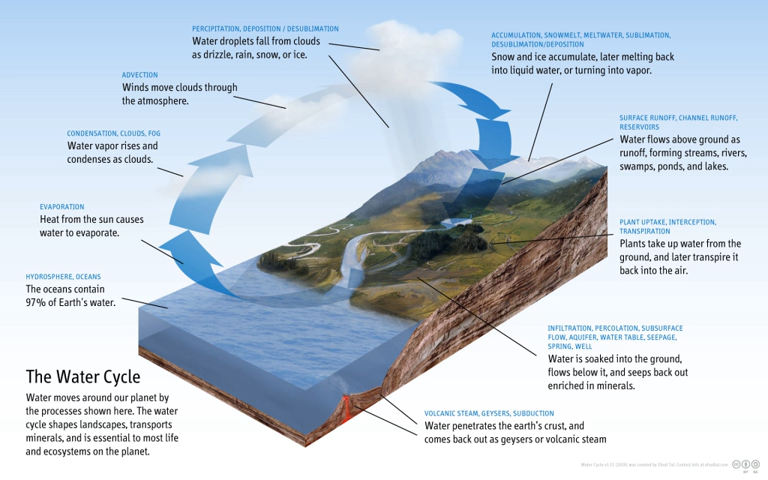 PERCIPITATION, DEPOSITION / DESUBLIMATION
Water droplets fall from clouds
as drizzle, rain, snow, or ice.
ACCUMULATION, SNOWMELT, MELTWATER, SUBLIMATION,
DESUBLIMATION/DEPOSITION
Snow and ice accumulate, later melting back
into liquid water, or turning into vapor.
ADVECTION
Winds move clouds through
the atmosphere.
SURFACE RUNOFF, CHANNEL RUNOFF,
RESERVOIRS
Water flows above ground as
runoff, forming streams, rivers,
swamps, ponds, and lakes.
CONDENSATION, CLOUDS, FOG
Water vapor rises and
condenses as clouds.
EVAPORATION
Heat from the sun causes
water to evaporate.
PLANT UPTAKE, INTERCEPTION,
TRANSPIRATION
Plants take up water from the
ground, and later transpire it
back into the air.
HYDROSPHERE, OCEANS
The oceans contain
97% of Earth's water.
INFILTRATION, PERCOLATION, SUBSURFACE
FLOW, AQUIFER, WATER TABLE, SEEPAGE,
SPRING, WELL
Water is soaked into the ground,
flows below it, and seeps back out
enriched in minerals.
The Water Cycle
Water moves around our planet by
the processes shown here. The water
cycle shapes landscapes, transports
minerals, and is essential to most life
and ecosystems on the planet.
VOLCANIC STEAM, GEYSERS, SUBDUCTION
Water penetrates the earth's crust, and
comes back out as geysers or volcanic steam